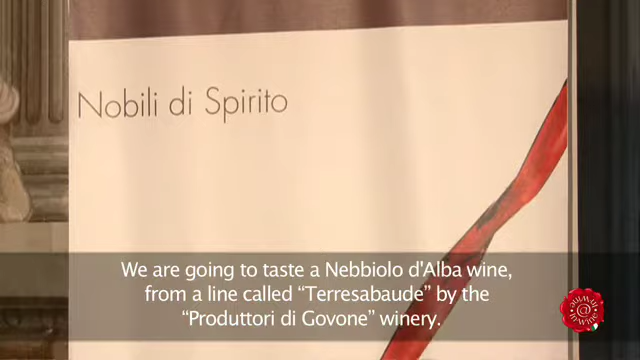 Nobili di Spirito
We are going to taste a Nebbiolo d'Alba wine,
from a line called “Terresabaude” by the
“Produttori di Govone” winery.